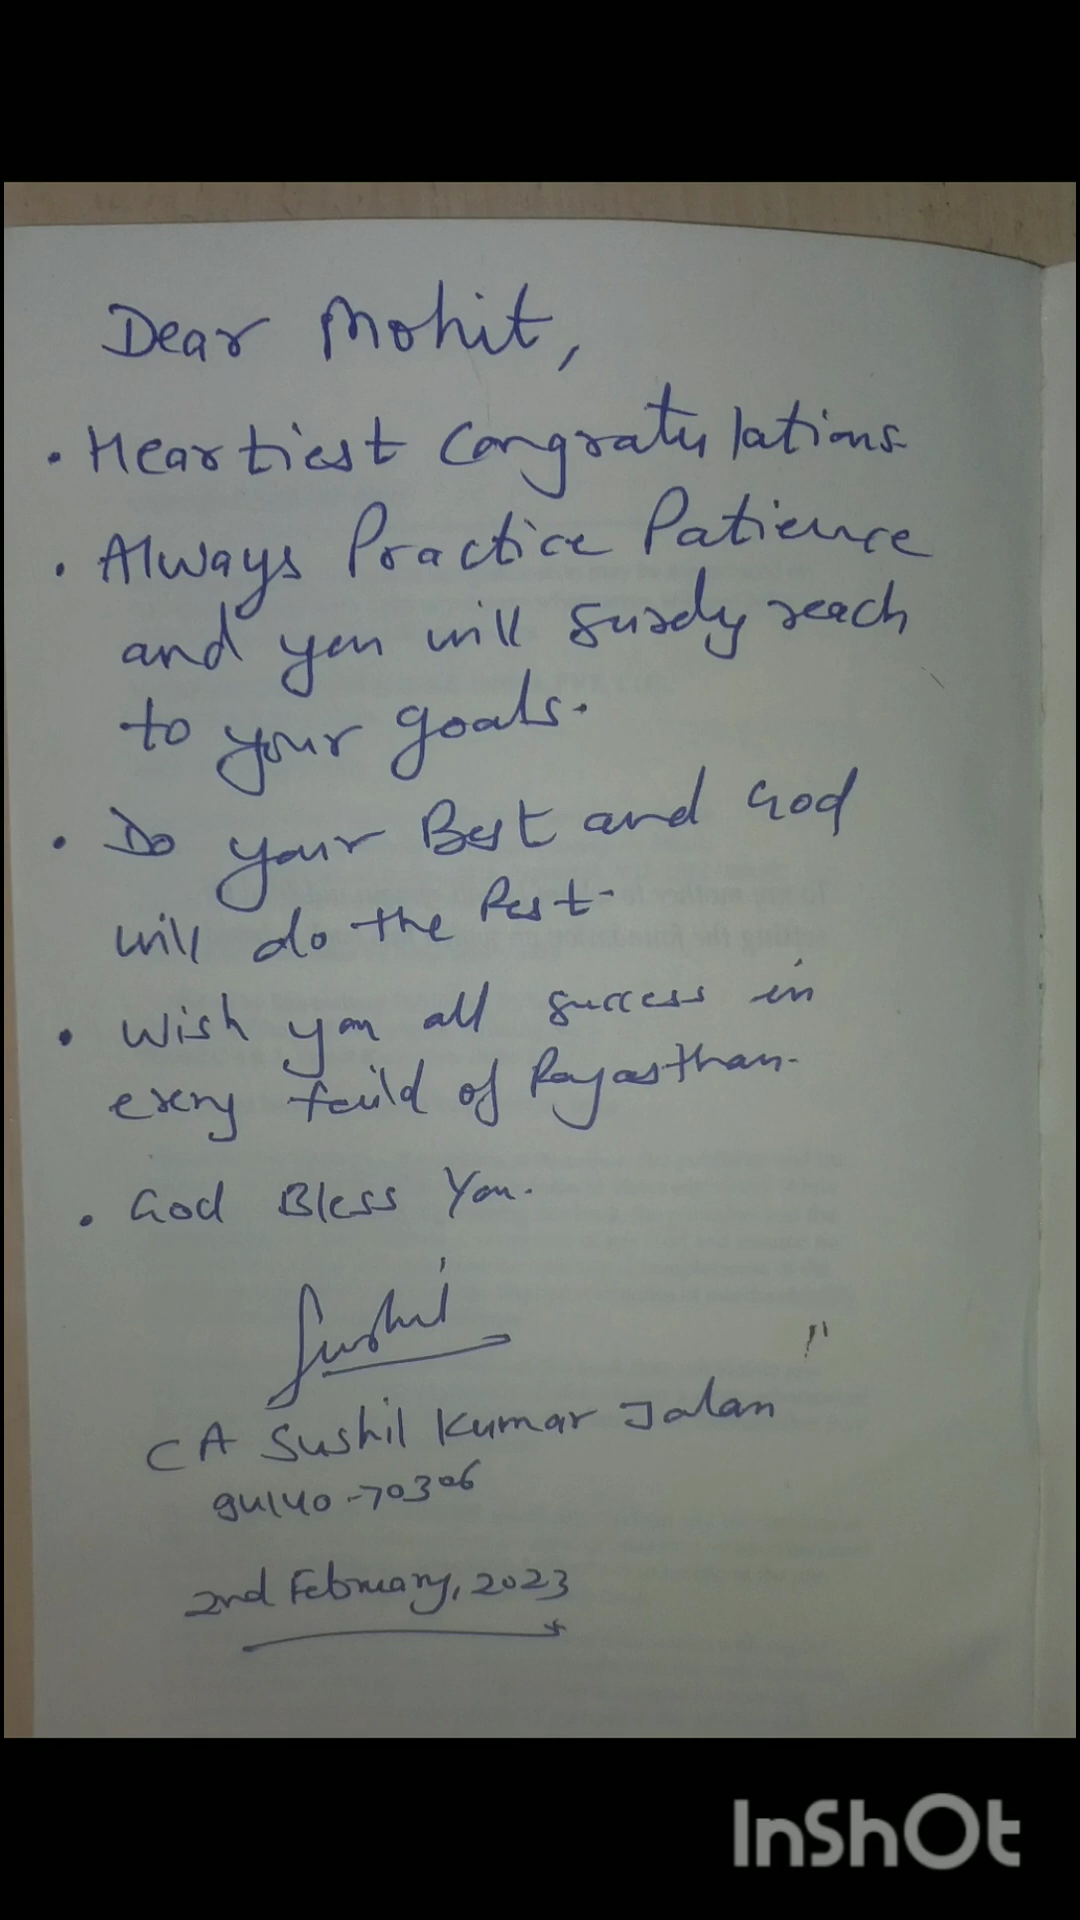 Dear Mohit,
• Heartiest Congratulations
• Always Practice Patience
and you will surely reach
to your goals.
• Do your Best and God
will do the Rest.
• Wish you all success in
every feild of Rajasthan.
• God Bless You.
Sushil
CA Sushil Kumar Jalan
94140-70306
2nd February, 2023
InShOt